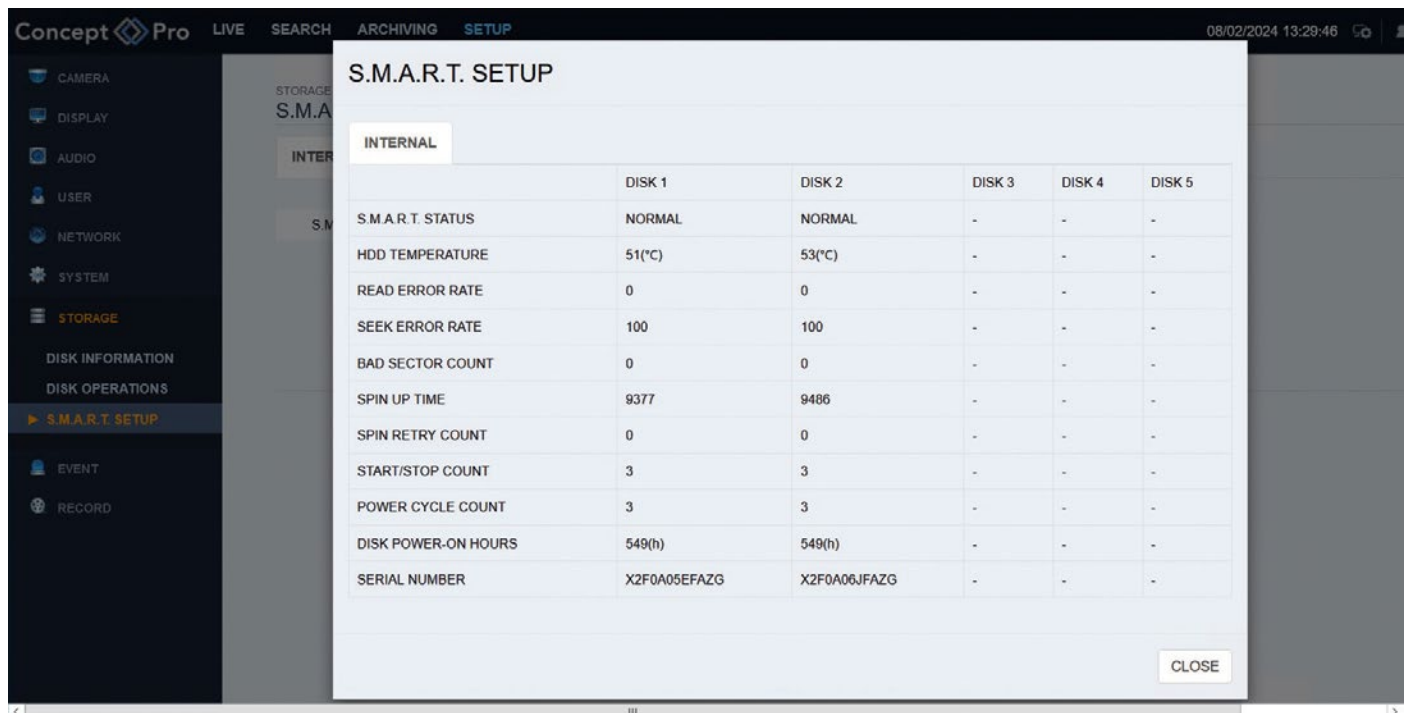 Concept Pro LIVE SEARCH ARCHIVING SETUP 08/02/2024 13:29:46
CAMERA
DISPLAY
AUDIO
USER
NETWORK
SYSTEM
STORAGE
DISK INFORMATION
DISK OPERATIONS
S.M.A.R.T. SETUP
EVENT
RECORD
STORAGE
S.M.A
INTER
S.M
S.M.A.R.T. SETUP
INTERNAL
DISK 1 DISK 2 DISK 3 DISK 4 DISK 5
S.M.A.R.T. STATUS NORMAL NORMAL - - -
HDD TEMPERATURE 51(°C) 53(°C) - - -
READ ERROR RATE 0 0 - - -
SEEK ERROR RATE 100 100 - - -
BAD SECTOR COUNT 0 0 - - -
SPIN UP TIME 9377 9486 - - -
SPIN RETRY COUNT 0 0 - - -
START/STOP COUNT 3 3 - - -
POWER CYCLE COUNT 3 3 - - -
DISK POWER-ON HOURS 549(h) 549(h) - - -
SERIAL NUMBER X2F0A05EFAZG X2F0A06JFAZG - - -
CLOSE